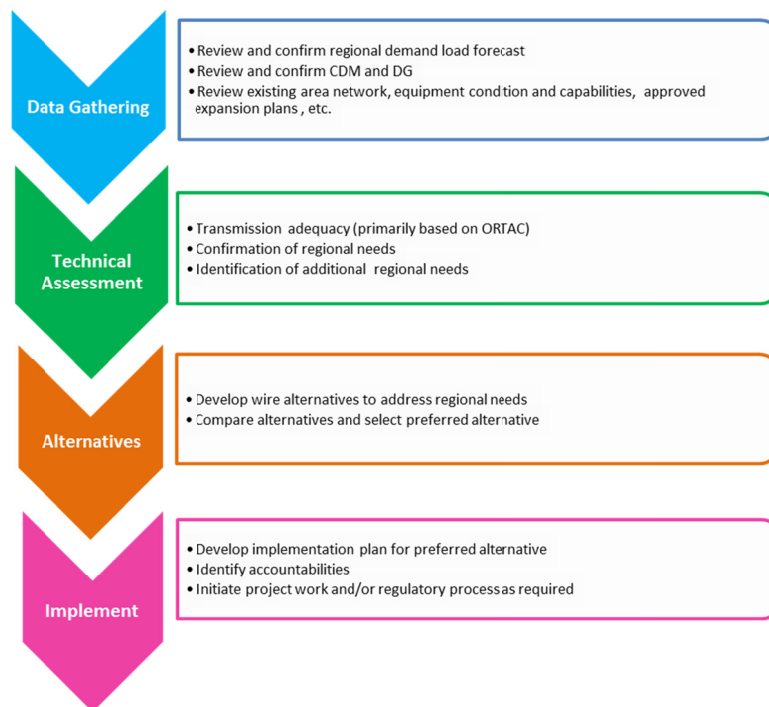 Data Gathering
• Review and confirm regional demand load forecast
• Review and confirm CDM and DG
• Review existing area network, equipment condition and capabilities, approved
expansion plans , etc.
Technical
Assessment
• Transmission adequacy (primarily based on ORTAC)
• Confirmation of regional needs
• Identification of additional regional needs
Alternatives
• Develop wire alternatives to address regional needs
• Compare alternatives and select preferred alternative
Implement
• Develop implementation plan for preferred alternative
• Identify accountabilities
• Initiate project work and/or regulatory process as required